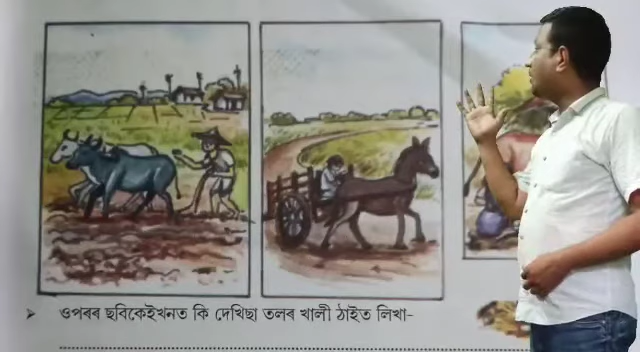 ওপৰৰ ছবিকেইখনত কি দেখিছা তলৰ খালী ঠাইত লিখা-